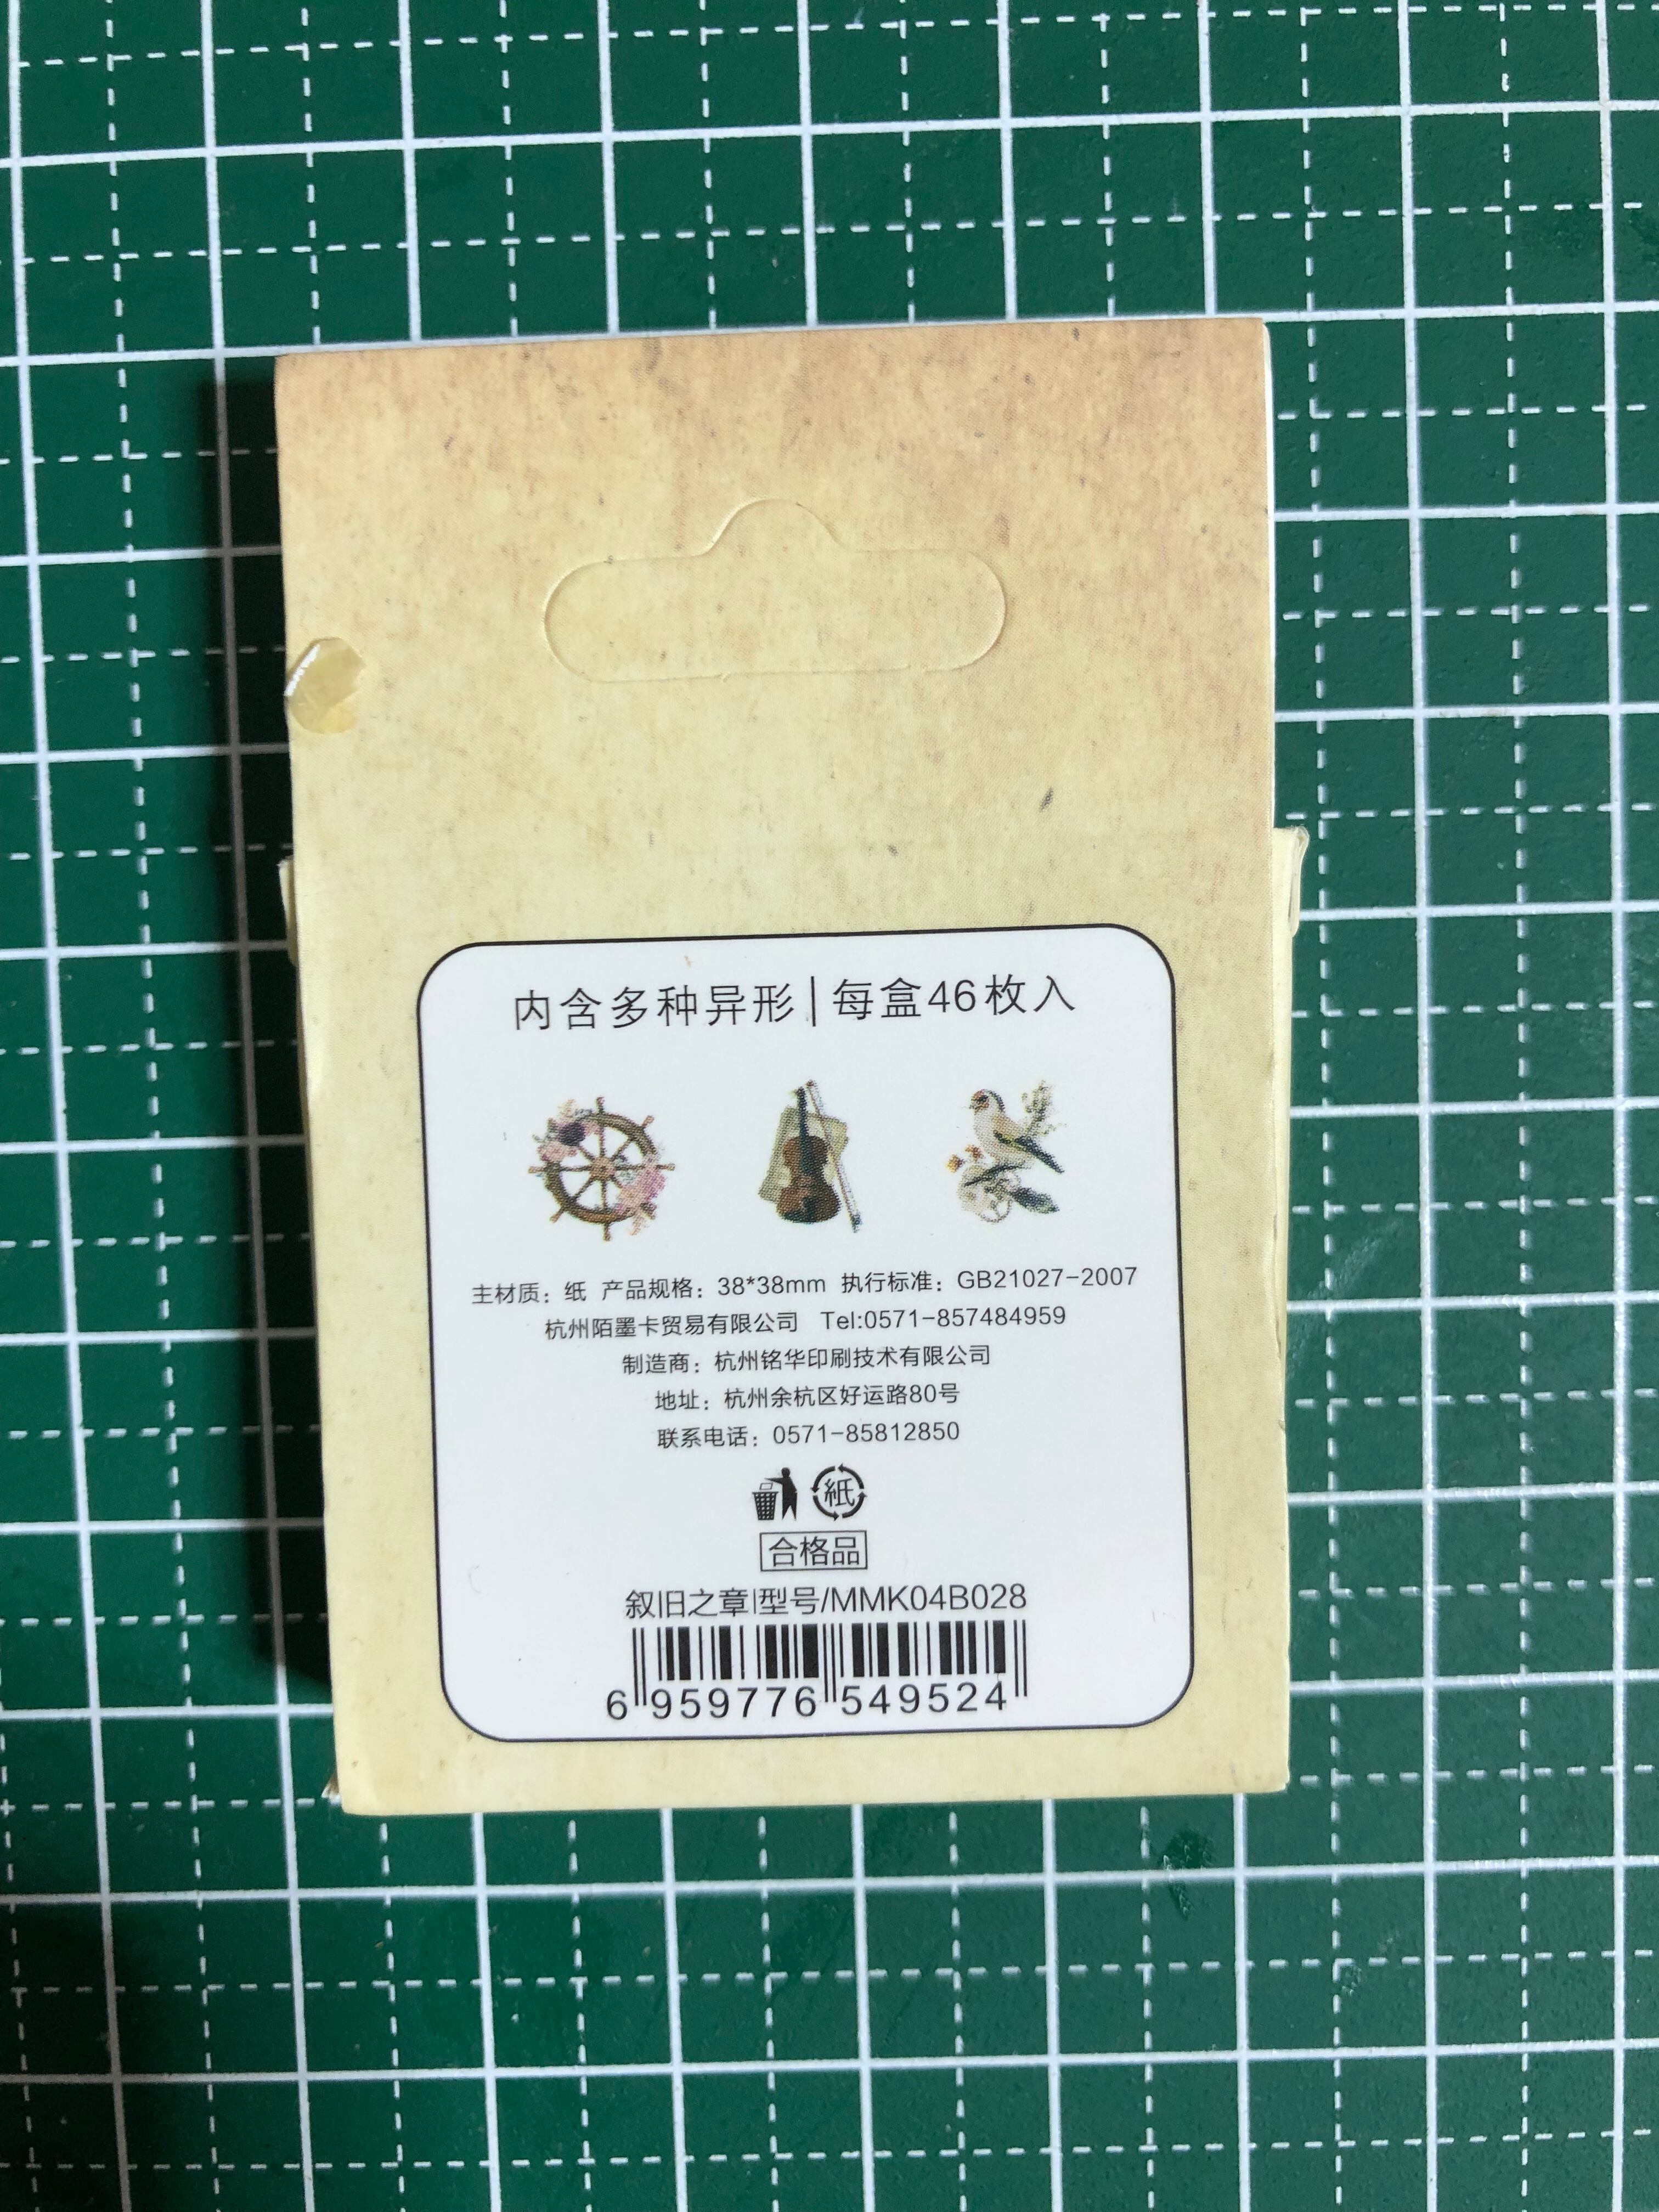 内含多种异形|每盒46枚入
主材质：纸 产品规格：38*38mm 执行标准：GB21027-2007
杭州陌墨卡贸易有限公司 Tel:0571-857484959
制造商：杭州铭华印刷技术有限公司
地址：杭州余杭区好运路80号
联系电话：0571-85812850
紙
合格品
叙旧之章|型号/MMK04B028
6 959776 549524